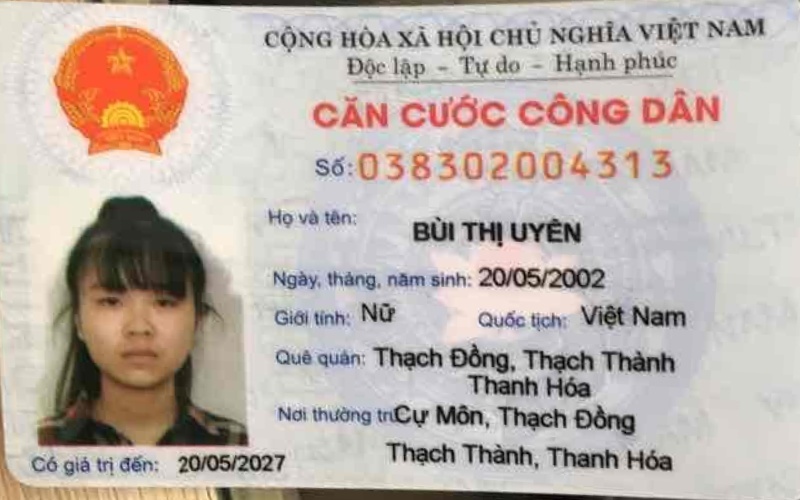 CỘNG HÒA XÃ HỘI CHỦ NGHĨA VIỆT NAM
Độc lập - Tự do - Hạnh phúc
CĂN CƯỚC CÔNG DÂN
Số: 038302004313
Họ và tên: BÙI THỊ UYÊN
Ngày, tháng, năm sinh: 20/05/2002
Giới tính: Nữ Quốc tịch: Việt Nam
Quê quán: Thạch Đồng, Thạch Thành
Thanh Hóa
Nơi thường trú: Cự Môn, Thạch Đồng
Thạch Thành, Thanh Hóa
Có giá trị đến: 20/05/2027